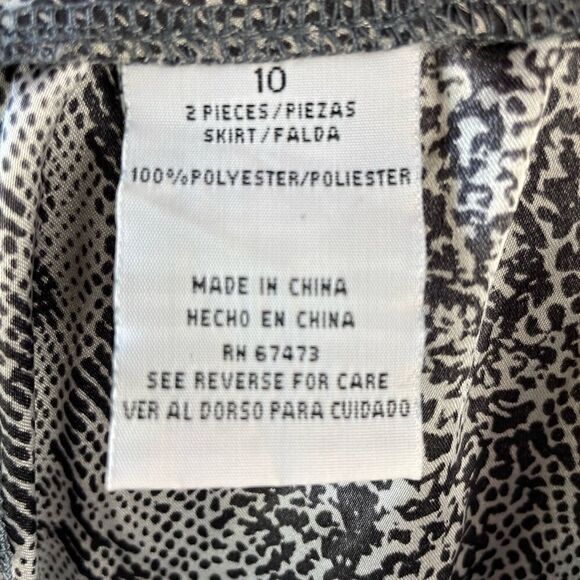 10
2 PIECES/PIEZAS
SKIRT/FALDA
100%POLYESTER/POLIESTER
MADE IN CHINA
HECHO EN CHINA
RN 67473
SEE REVERSE FOR CARE
VER AL DORSO PARA CUIDADO